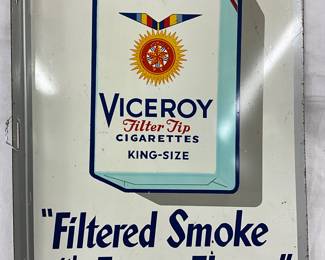 VICEROY
Filter Tip
CIGARETTES
KING-SIZE
"Filtered Smoke